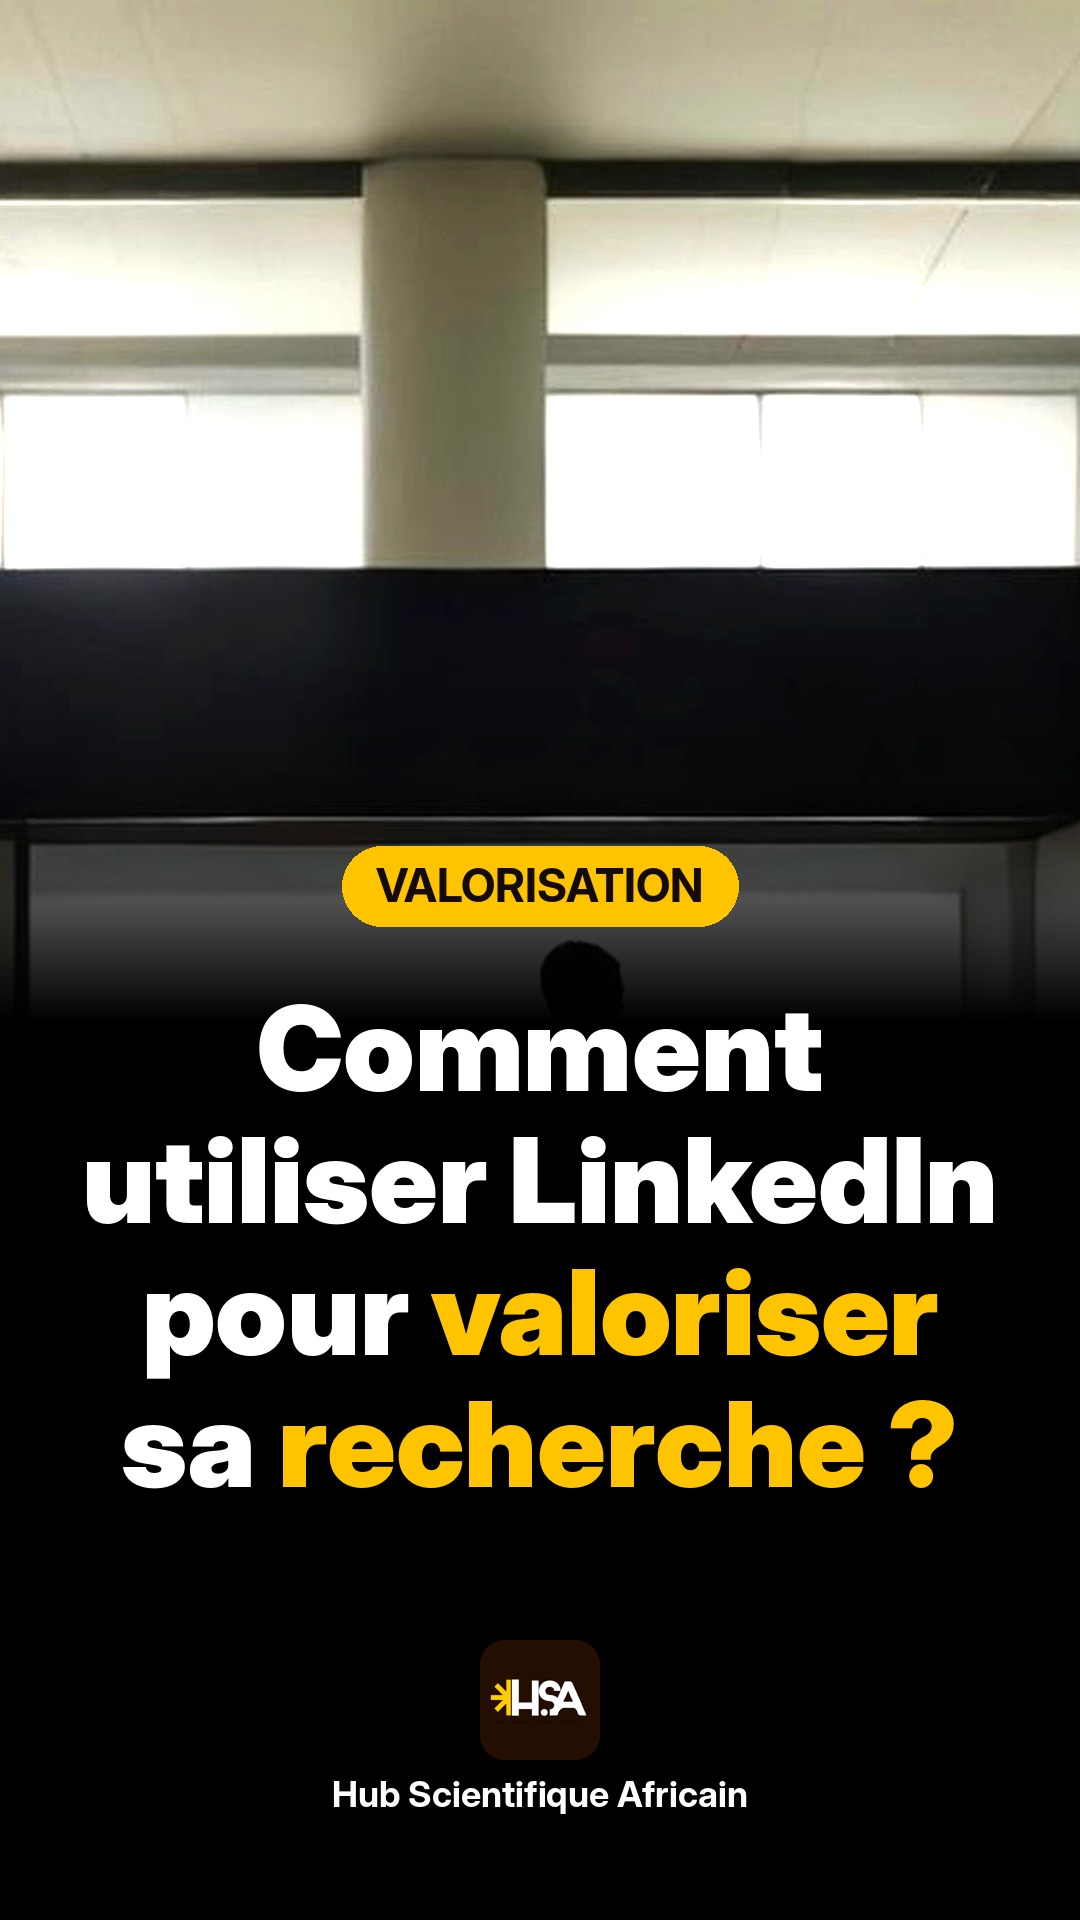 VALORISATION
Comment
utiliser LinkedIn
pour valoriser
sa recherche ?
HSA
Hub Scientifique Africain